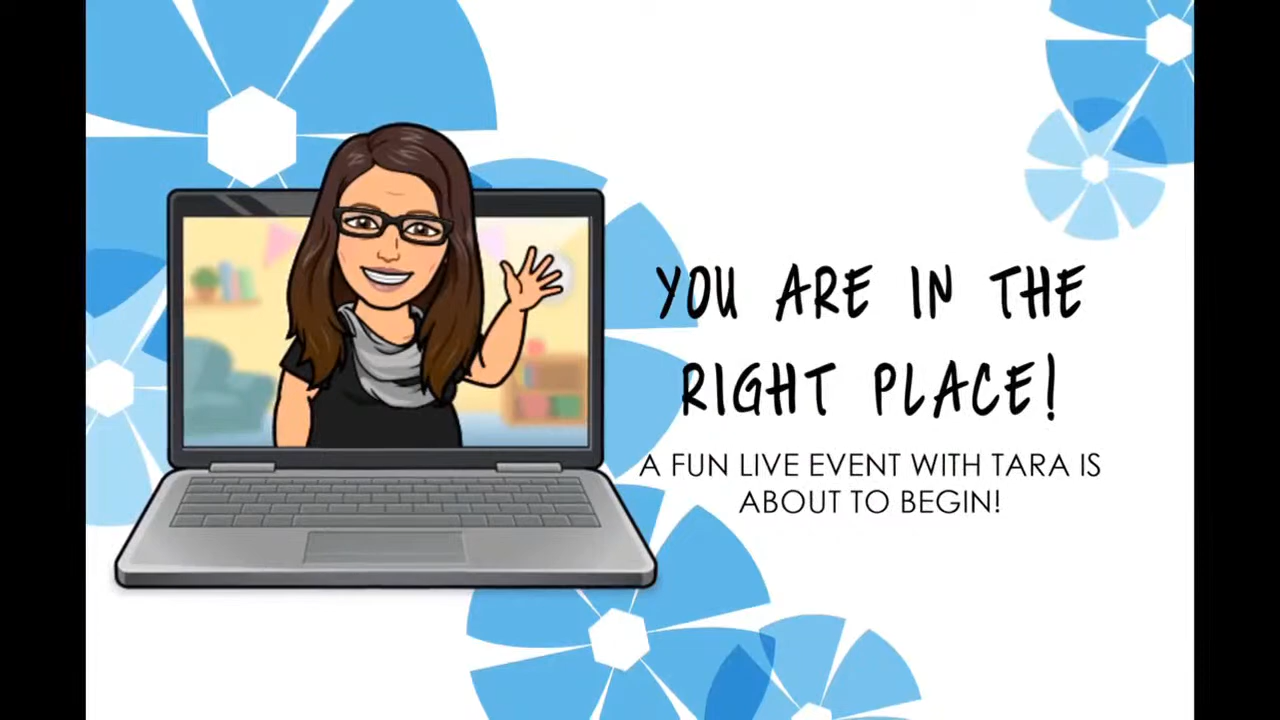 YOU ARE IN THE
RIGHT PLACE!
A FUN LIVE EVENT WITH TARA IS
ABOUT TO BEGIN!